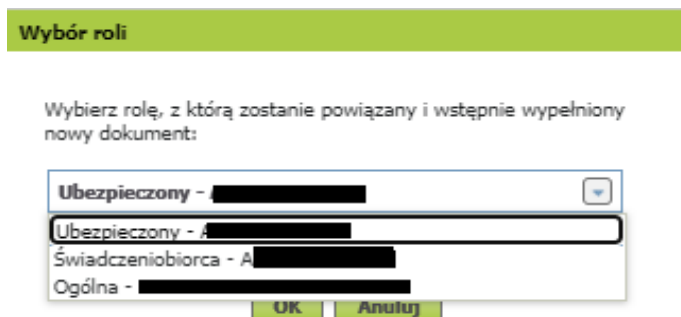 Wybór roli
Wybierz rolę, z którą zostanie powiązany i wstępnie wypełniony
nowy dokument:
Ubezpieczony -
Ubezpieczony - A
Świadczeniobiorca - A
Ogólna -
OK Anuluj